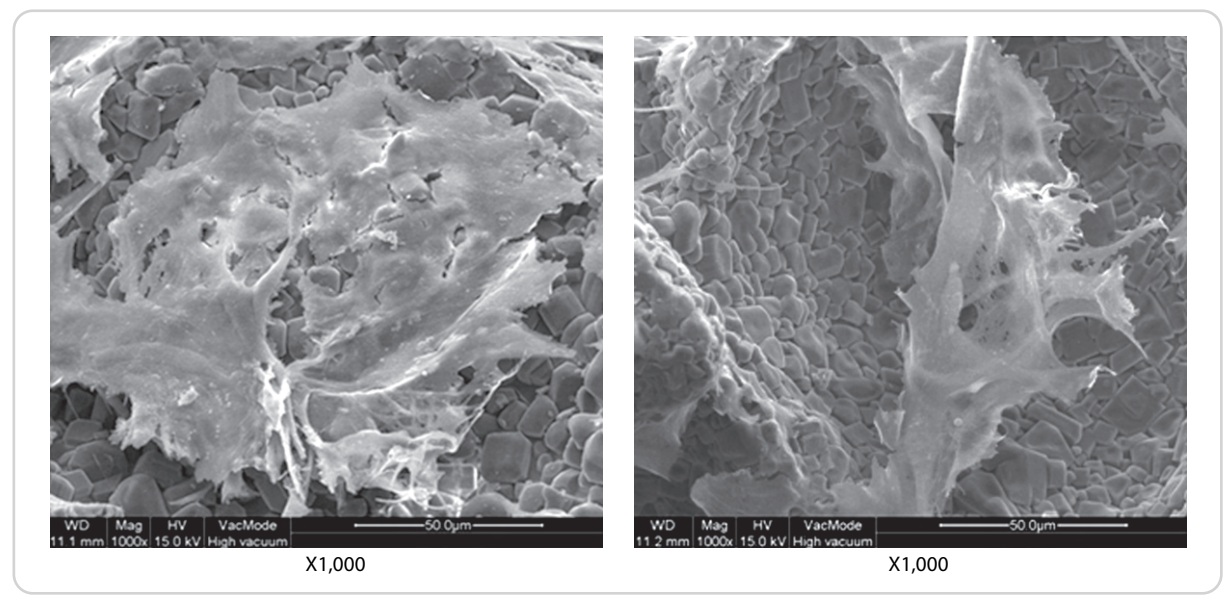 WD Mag HV VacMode 50.0µm
11.1 mm 1000x 15.0 kV High vacuum
X1,000
WD Mag HV VacMode 50.0µm
11.2 mm 1000x 15.0 kV High vacuum
X1,000